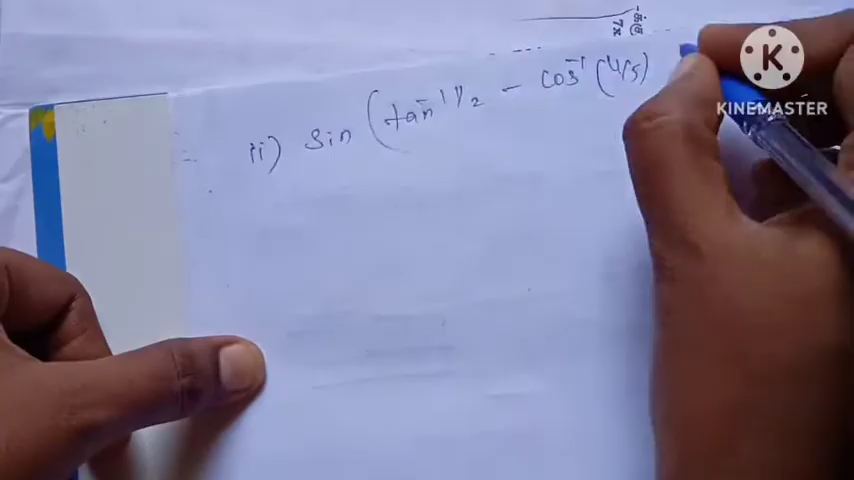 ii) sin (tan⁻¹ 1/2 - cos⁻¹ (4/5)
K
KINEMASTER